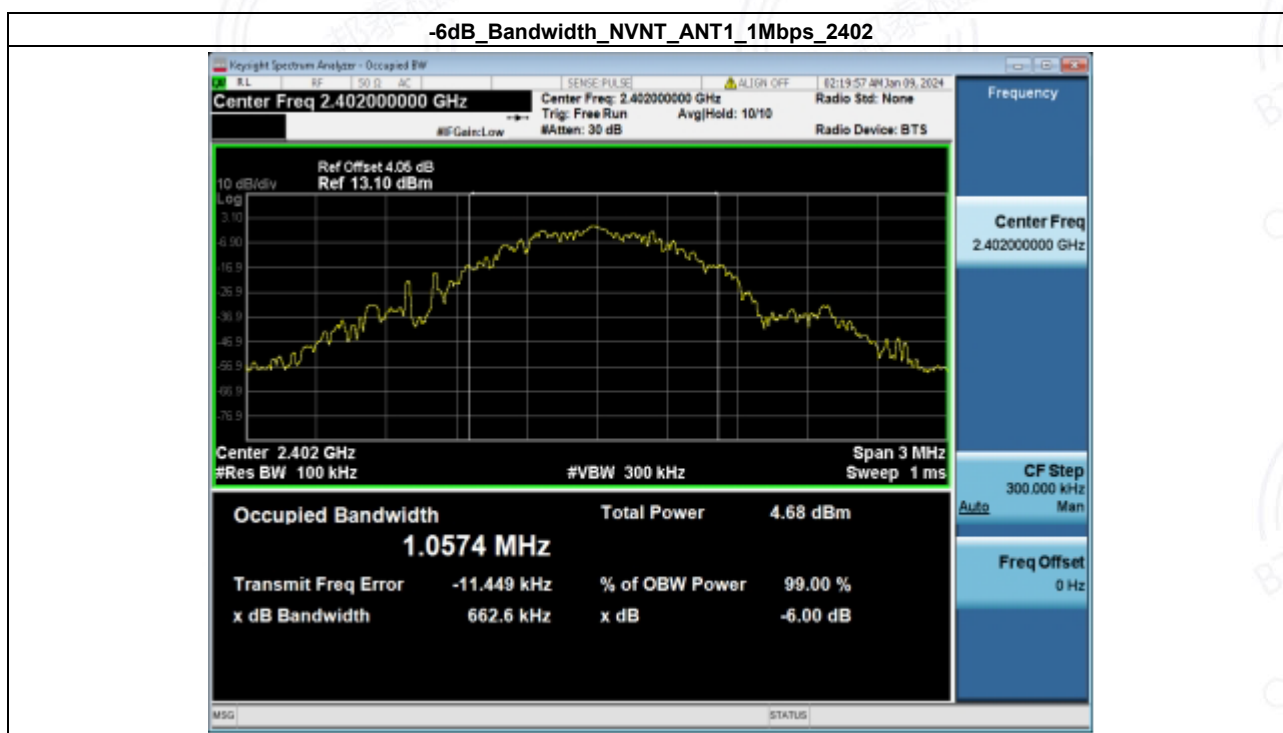 -6dB_Bandwidth_NVNT_ANT1_1Mbps_2402
Keysight Spectrum Analyzer - Occupied BW
RL RF 50 Ω AC SENSE:PULSE ALIGN OFF 02:19:57 AM Jan 09, 2024
Center Freq 2.402000000 GHz
Center Freq: 2.402000000 GHz
Radio Std: None
Trig: Free Run Avg|Hold: 10/10
#IFGain:Low
#Atten: 30 dB
Radio Device: BTS
Frequency
Ref Offset 4.05 dB
10 dB/div Ref 13.10 dBm
Log
3.10
-6.90
-16.9
-26.9
-36.9
-46.9
-56.9
-66.9
-76.9
Center Freq
2.402000000 GHz
Center 2.402 GHz Span 3 MHz
#Res BW 100 kHz #VBW 300 kHz Sweep 1 ms
CF Step
300.000 kHz
Auto Man
Freq Offset
0 Hz
Occupied Bandwidth Total Power 4.68 dBm
1.0574 MHz
Transmit Freq Error -11.449 kHz % of OBW Power 99.00 %
x dB Bandwidth 662.6 kHz x dB -6.00 dB
MSG STATUS